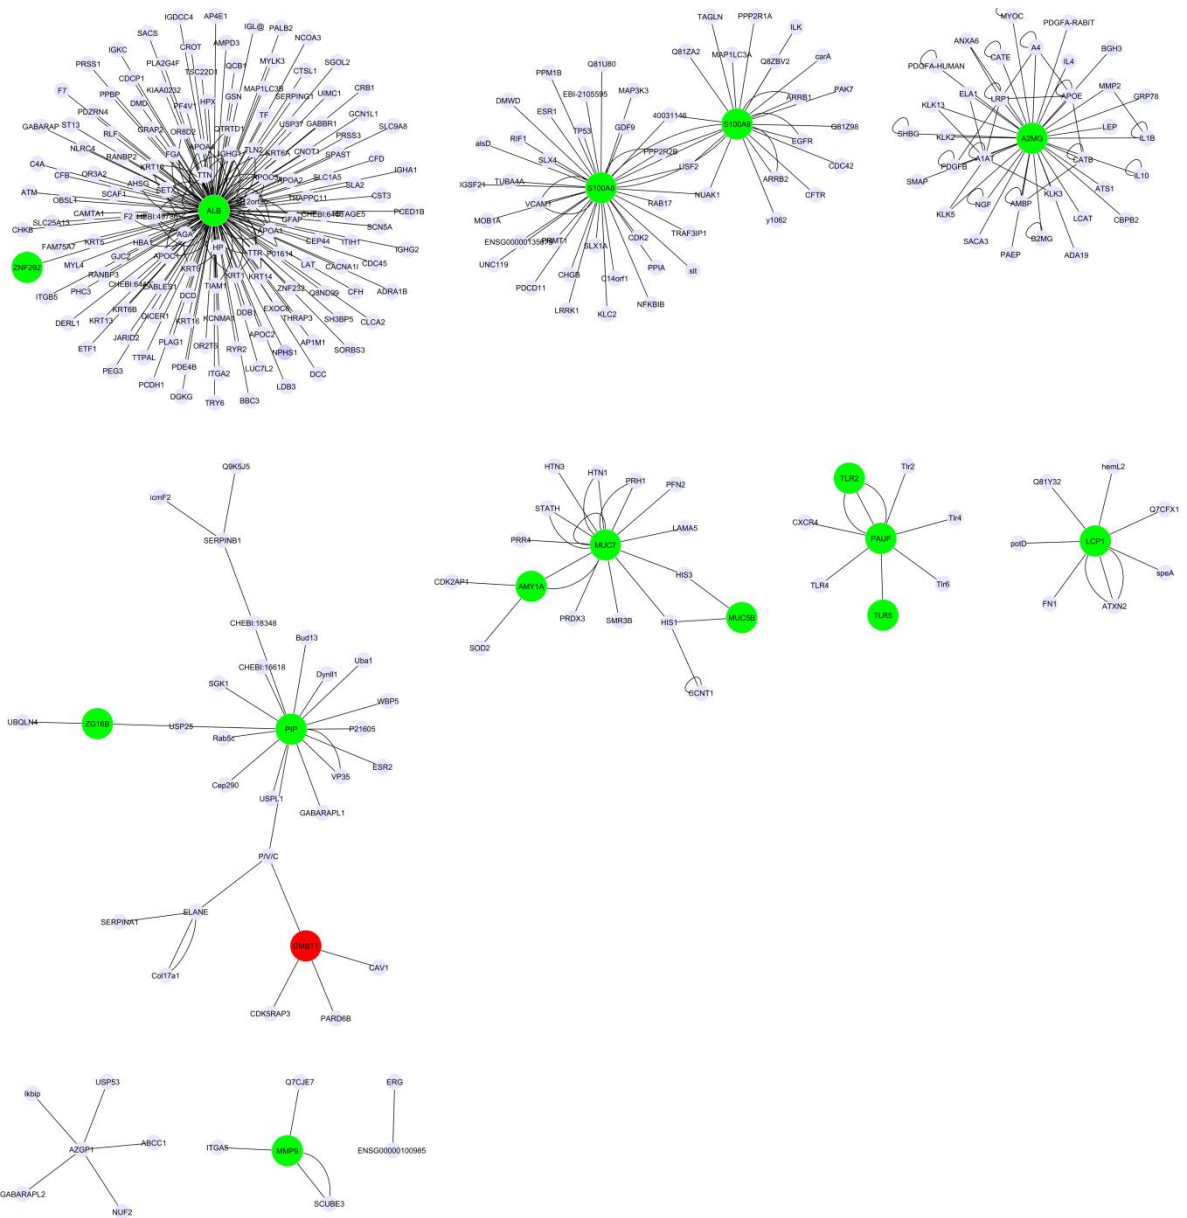 IGDCC4
AP4E1
SACS
IGL@
PALB2
CROT
AMPD3
NCOA3
IGKC
PLA2G4F
QCB1
MYLK3
PRSS1
TSC22D1
CTSL1
SGOL2
CDCP1
KIAA0232
GSN
MAP1LC3B
UIMC1
F7
PPBP
DMD
PF4V1
HPX
SERPING1
CRB1
PDZRN4
TF
GCN1L1
GABARAP
ST13
GRAP2
OR8D2
QTRTD1
USP37
GABBR1
SLC9A8
RLF
PRSS3
NLRC4
RANBP2
FGA
APOA4
TLN2
KRT6A
CNOT1
SPAST
C4A
CFB
OR3A2
TTN
CFD
IGHA1
AHSG
SETX
APOA2
SLC1A5
ATM
SCAF1
SLA2
CST3
OBSL1
TRAPPC11
CAMTA1
F2
ALB
PCED1B
SLC25A13
GFAP
SCN5A
CHKB
APOA1
FAM75A7
KRT5
HBA1
AGA
CEP44
ITIH1
IGHG2
ZNF292
MYL4
GJC2
APOC1
HP
TTR
P01614
CDC45
RANBP3
LAT
CACNA1I
ITGB5
PHC3
KRT9
KRT1
KRT14
ADRA1B
CABLES1
TIAM1
ZNF232
Q8ND99
CFH
DERL1
KRT13
KRT6B
DCD
EXOC8
CLCA2
DICER1
KRT16
KCNMA1
DDB1
THRAP3
SH3BP5
ETF1
JARID2
PLAG1
APOC2
AP1M1
SORBS3
PEG3
TTPAL
OR2T6
RYR2
NPHS1
PCDH1
PDE4B
ITGA2
LUC7L2
DCC
DGKG
TRY6
BBC3
LDB3
TAGLN
PPP2R1A
ILK
Q81ZA2
MAP1LC3A
Q8ZBV2
carA
Q81U80
PPM1B
EBI-2105595
MAP3K3
ARRB1
PAK7
DMWD
ESR1
40031146
S100A9
Q81Z98
TP53
GDF9
EGFR
alsD
RIF1
PPP2R2B
SLX4
USF2
CDC42
IGSF21
TUBA4A
S100A8
ARRB2
CFTR
VCAM1
RAB17
NUAK1
MOB1A
y1062
TRAF3IP1
UNC119
SLX1A
CDK2
PDCD11
CHGB
C14orf1
PPIA
slt
LRRK1
KLC2
NFKBIB
MYOC
PDGFA-RABIT
ANXA6
A4
CATE
IL4
BGH3
PDGFA-HUMAN
LRP1
APOE
MMP2
ELA1
GRP78
KLK13
LEP
SHBG
KLK2
A2MG
IL1B
A1AT
CATB
SMAP
PDGFB
KLK3
IL10
KLK5
NGF
AMBP
ATS1
LCAT
CBPB2
SACA3
B2MG
PAEP
ADA19
Q9K5J5
icmF2
SERPINB1
CHEBI:18348
Bud13
CHEBI:16618
Uba1
Dynll1
SGK1
WBP5
UBQLN4
ZG16B
USP25
PIP
P21605
Rab5c
ESR2
Cep290
VP35
USPL1
GABARAPL1
P/V/C
SERPINA1
ELANE
DMBT1
Col17a1
CAV1
CDK5RAP3
PARD6B
HTN3
HTN1
PRH1
PFN2
STATH
LAMA5
PRR4
MUC7
CDK2AP1
AMY1A
HIS3
PRDX3
SMR3B
HIS1
MUC5B
SOD2
CCNT1
TLR2
Tlr2
CXCR4
Tlr4
PAUF
TLR4
Tlr6
TLR5
hemL2
Q81Y32
Q7CFX1
potD
LCP1
speA
FN1
ATXN2
Ikbip
USP53
AZGP1
ABCC1
GABARAPL2
NUF2
Q7CJE7
ITGA5
MMP9
SCUBE3
ERG
ENSG00000100985